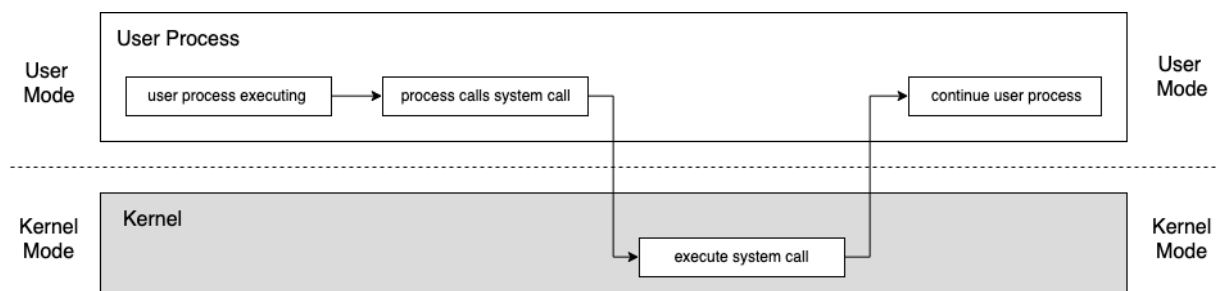 User Process
User
Mode
user process executing
process calls system call
continue user process
User
Mode
Kernel
Mode
Kernel
execute system call
Kernel
Mode